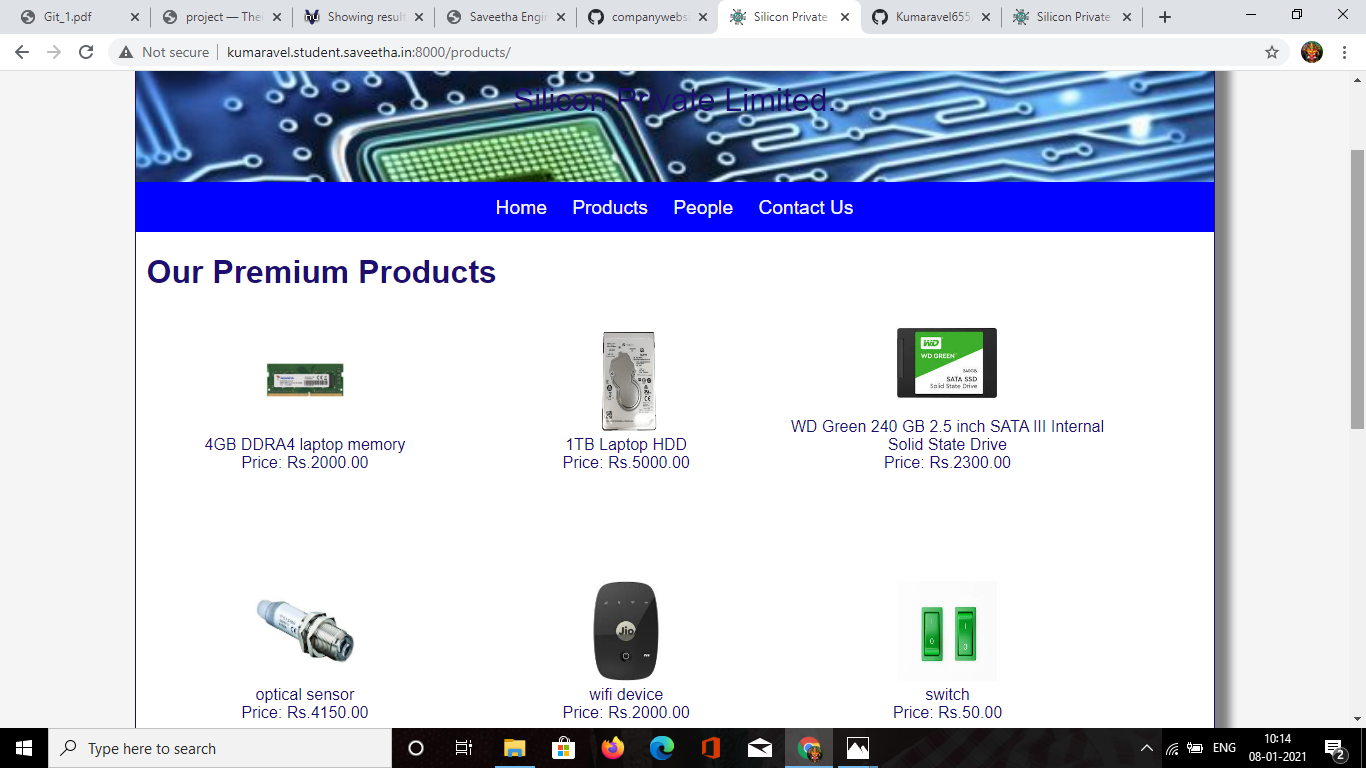 Git_1.pdf
project — The
Showing result
Saveetha Engin
companywebs
Silicon Private
Kumaravel655
Silicon Private
Not secure
kumaravel.student.saveetha.in:8000/products/
Silicon Private Limited.
Home Products People Contact Us
Our Premium Products
WD
WD GREEN
240GB
SATA SSD
Solid State Drive
4GB DDRA4 laptop memory
Price: Rs.2000.00
1TB Laptop HDD
Price: Rs.5000.00
WD Green 240 GB 2.5 inch SATA III Internal
Solid State Drive
Price: Rs.2300.00
Jio
optical sensor
Price: Rs.4150.00
wifi device
Price: Rs.2000.00
switch
Price: Rs.50.00
Type here to search
ENG
10:14
08-01-2021
2